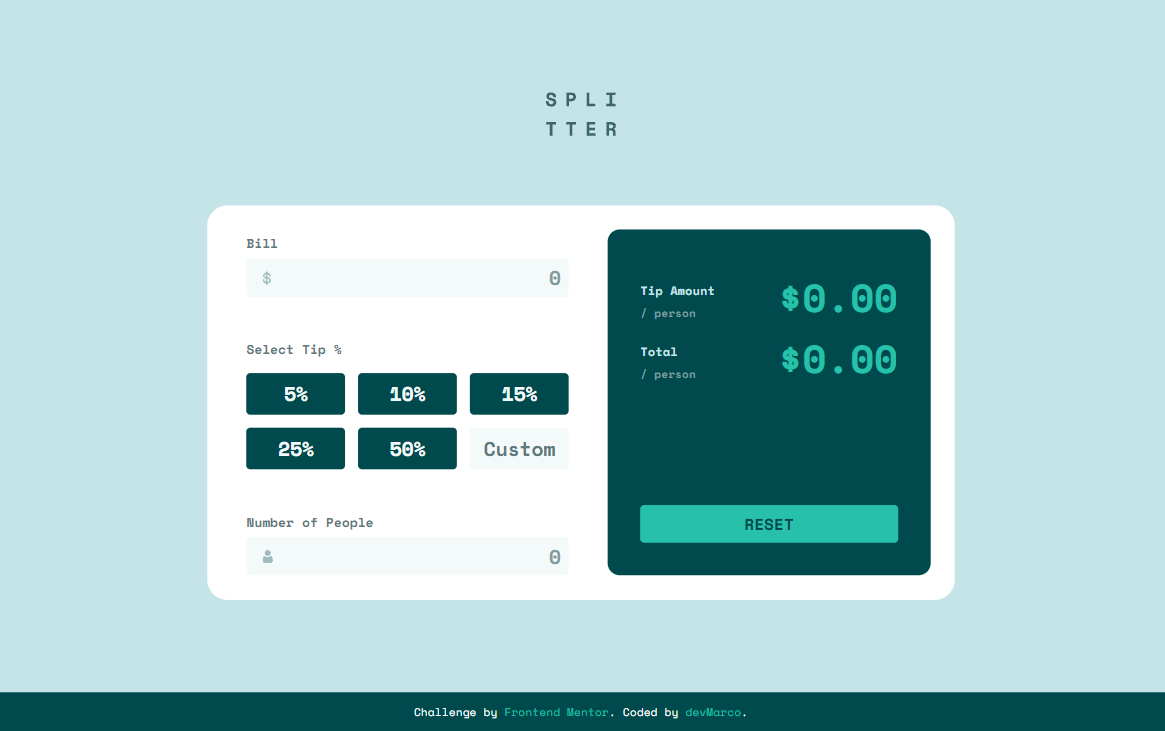 SPLI
TTER
Bill
$ 0
Select Tip %
5% 10% 15%
25% 50% Custom
Number of People
0
Tip Amount $0.00
/ person
Total $0.00
/ person
RESET
Challenge by Frontend Mentor. Coded by devMarco.